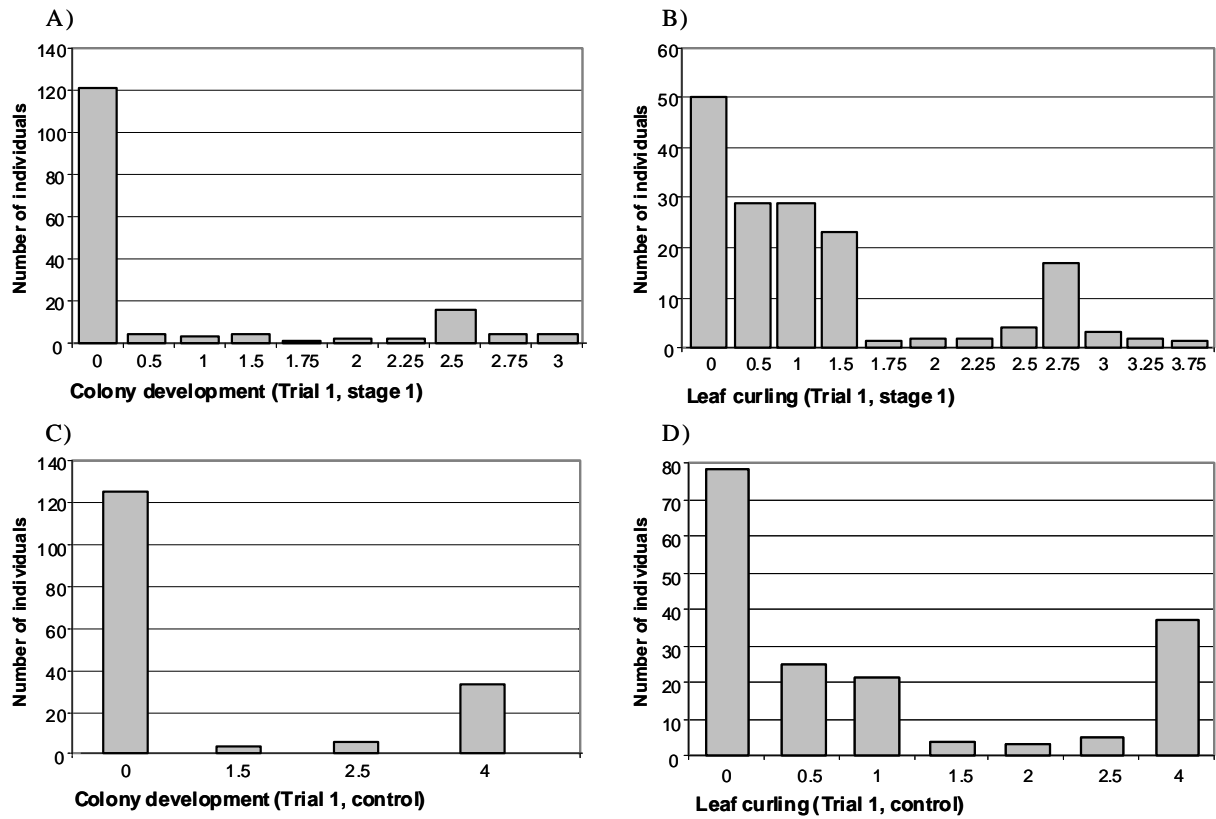 A)
140
120
100
80
60
40
20
0
Number of individuals
0 0.5 1 1.5 1.75 2 2.25 2.5 2.75 3
Colony development (Trial 1, stage 1)
B)
60
50
40
30
20
10
0
Number of individuals
0 0.5 1 1.5 1.75 2 2.25 2.5 2.75 3 3.25 3.75
Leaf curling (Trial 1, stage 1)
C)
140
120
100
80
60
40
20
0
Number of individuals
0 1.5 2.5 4
Colony development (Trial 1, control)
D)
80
70
60
50
40
30
20
10
0
Number of individuals
0 0.5 1 1.5 2 2.5 4
Leaf curling (Trial 1, control)